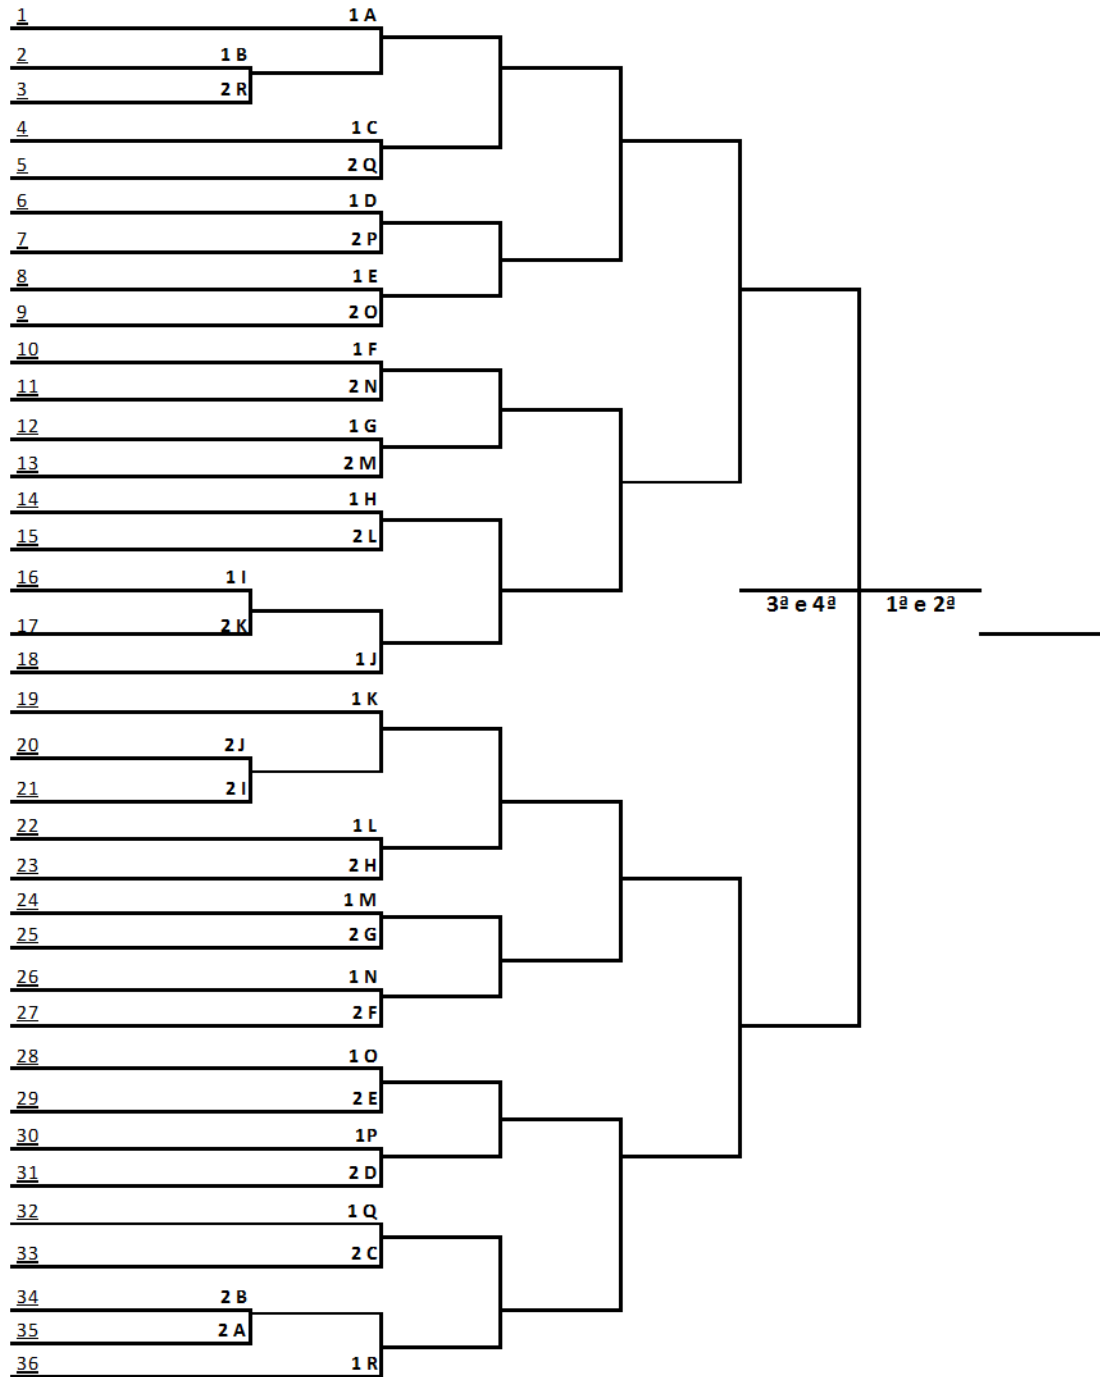 1 1 A
2 1 B
3 2 R
4 1 C
5 2 Q
6 1 D
7 2 P
8 1 E
9 2 O
10 1 F
11 2 N
12 1 G
13 2 M
14 1 H
15 2 L
16 1 I
17 2 K
18 1 J
3ª e 4ª 1ª e 2ª
19 1 K
20 2 J
21 2 I
22 1 L
23 2 H
24 1 M
25 2 G
26 1 N
27 2 F
28 1 O
29 2 E
30 1P
31 2 D
32 1 Q
33 2 C
34 2 B
35 2 A
36 1 R